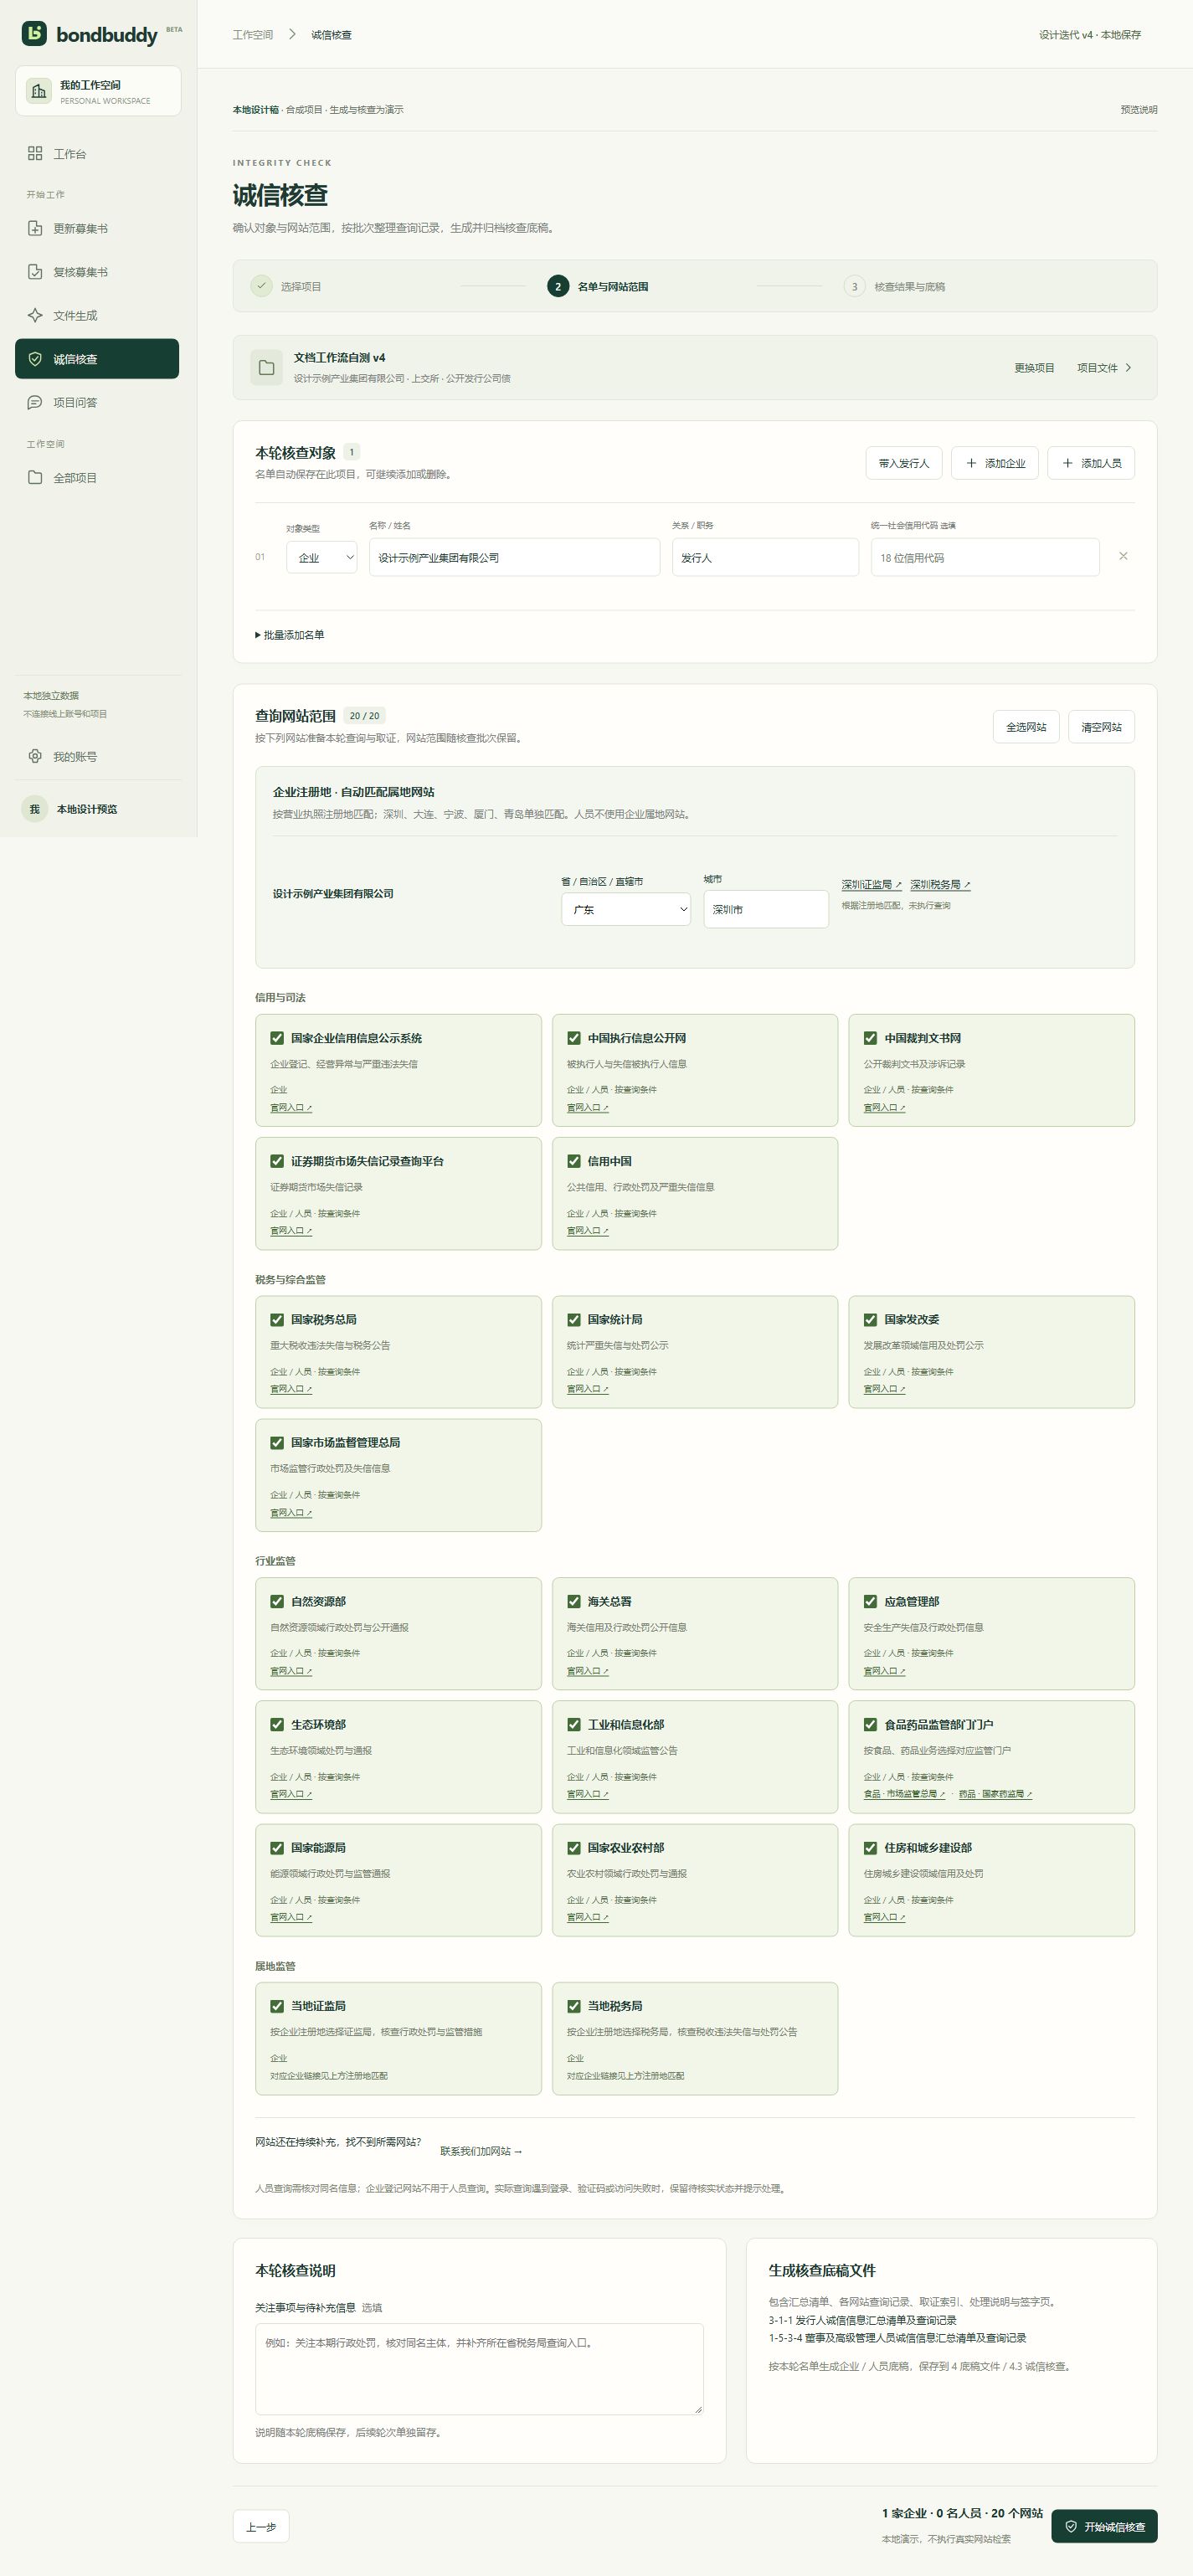 bondbuddy BETA
我的工作空间
PERSONAL WORKSPACE
工作台
开始工作
更新募集书
复核募集书
文件生成
诚信核查
项目问答
工作空间
全部项目
本地独立数据
不连接线上账号和项目
我的账号
我 本地设计预览
工作空间 诚信核查
设计迭代 v4 · 本地保存
本地设计稿 · 合成项目 · 生成与核查为演示
预览说明
INTEGRITY CHECK
诚信核查
确认对象与网站范围，按批次整理查询记录，生成并归档核查底稿。
选择项目
2 名单与网站范围
3 核查结果与底稿
文档工作流自测 v4
设计示例产业集团有限公司 · 上交所 · 公开发行公司债
更换项目 项目文件
本轮核查对象 1
名单自动保存在此项目，可继续添加或删除。
带入发行人 添加企业 添加人员
对象类型 名称 / 姓名 关系 / 职务 统一社会信用代码 选填
01 企业 设计示例产业集团有限公司 发行人 18 位信用代码
批量添加名单
查询网站范围 20 / 20
按下列网站准备本轮查询与取证，网站范围随核查批次保留。
全选网站 清空网站
企业注册地 · 自动匹配属地网站
按营业执照注册地匹配；深圳、大连、宁波、厦门、青岛单独匹配。人员不使用企业属地网站。
设计示例产业集团有限公司
省 / 自治区 / 直辖市
广东
城市
深圳市
深圳证监局 ↗ 深圳税务局 ↗
根据注册地匹配，未执行查询
信用与司法
国家企业信用信息公示系统
企业登记、经营异常与严重违法失信
企业
官网入口 ↗
中国执行信息公开网
被执行人与失信被执行人信息
企业 / 人员 · 按查询条件
官网入口 ↗
中国裁判文书网
公开裁判文书及涉诉记录
企业 / 人员 · 按查询条件
官网入口 ↗
证券期货市场失信记录查询平台
证券期货市场失信记录
企业 / 人员 · 按查询条件
官网入口 ↗
信用中国
公共信用、行政处罚及严重失信信息
企业 / 人员 · 按查询条件
官网入口 ↗
税务与综合监管
国家税务总局
重大税收违法失信与税务公告
企业 / 人员 · 按查询条件
官网入口 ↗
国家统计局
统计严重失信与处罚公示
企业 / 人员 · 按查询条件
官网入口 ↗
国家发改委
发展改革领域信用及处罚公示
企业 / 人员 · 按查询条件
官网入口 ↗
国家市场监督管理总局
市场监管行政处罚及失信信息
企业 / 人员 · 按查询条件
官网入口 ↗
行业监管
自然资源部
自然资源领域行政处罚与公开通报
企业 / 人员 · 按查询条件
官网入口 ↗
海关总署
海关信用及行政处罚公开信息
企业 / 人员 · 按查询条件
官网入口 ↗
应急管理部
安全生产失信及行政处罚信息
企业 / 人员 · 按查询条件
官网入口 ↗
生态环境部
生态环境领域处罚与通报
企业 / 人员 · 按查询条件
官网入口 ↗
工业和信息化部
工业和信息化领域监管公告
企业 / 人员 · 按查询条件
官网入口 ↗
食品药品监管部门门户
按食品、药品业务选择对应监管门户
企业 / 人员 · 按查询条件
食品 · 市场监管总局 ↗ · 药品 · 国家药监局 ↗
国家能源局
能源领域行政处罚与监管通报
企业 / 人员 · 按查询条件
官网入口 ↗
国家农业农村部
农业农村领域行政处罚与通报
企业 / 人员 · 按查询条件
官网入口 ↗
住房和城乡建设部
住房城乡建设领域信用及处罚
企业 / 人员 · 按查询条件
官网入口 ↗
属地监管
当地证监局
按企业注册地选择证监局，核查行政处罚与监管措施
企业
对应企业链接见上方注册地匹配
当地税务局
按企业注册地选择税务局，核查税收违法失信与处罚公告
企业
对应企业链接见上方注册地匹配
网站还在持续补充，找不到所需网站？ 联系我们加网站 →
人员查询需核对同名信息；企业登记网站不用于人员查询。实际查询遇到登录、验证码或访问失败时，保留待核实状态并提示处理。
本轮核查说明
关注事项与待补充信息 选填
例如：关注本期行政处罚，核对同名主体，并补齐所在省税务局查询入口。
说明随本轮底稿保存，后续轮次单独留存。
生成核查底稿文件
包含汇总清单、各网站查询记录、取证索引、处理说明与签字页。
3-1-1 发行人诚信信息汇总清单及查询记录
1-5-3-4 董事及高级管理人员诚信信息汇总清单及查询记录
按本轮名单生成企业 / 人员底稿，保存到 4 底稿文件 / 4.3 诚信核查。
上一步
1 家企业 · 0 名人员 · 20 个网站
本地演示，不执行真实网站检索
开始诚信核查